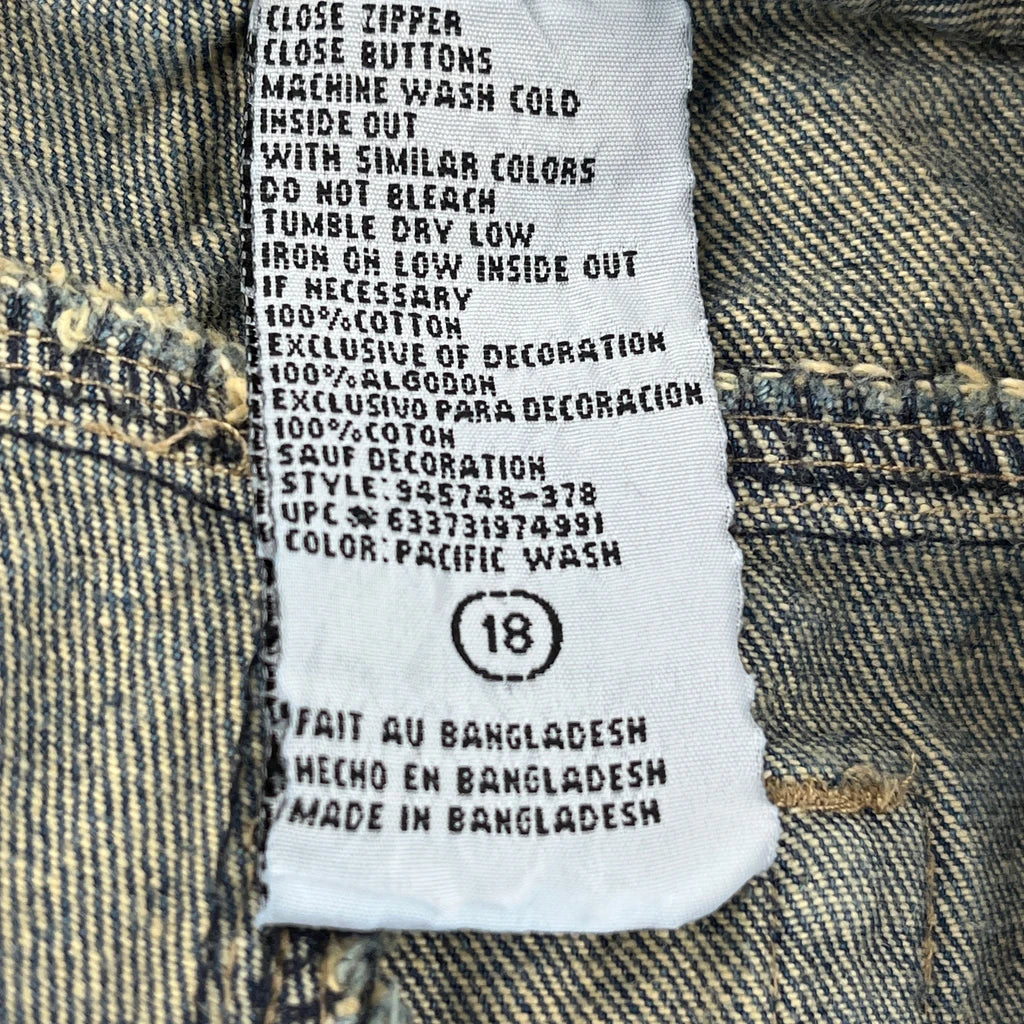 CLOSE ZIPPER
CLOSE BUTTONS
MACHINE WASH COLD
INSIDE OUT
WITH SIMILAR COLORS
DO NOT BLEACH
TUMBLE DRY LOW
IRON ON LOW INSIDE OUT
IF NECESSARY
100%COTTON
EXCLUSIVE OF DECORATION
100%ALGODON
EXCLUSIVO PARA DECORACION
100%COTON
SAUF DECORATION
STYLE:945748-378
UPC# 633731974991
COLOR:PACIFIC WASH
18
FAIT AU BANGLADESH
HECHO EN BANGLADESH
/MADE IN BANGLADESH